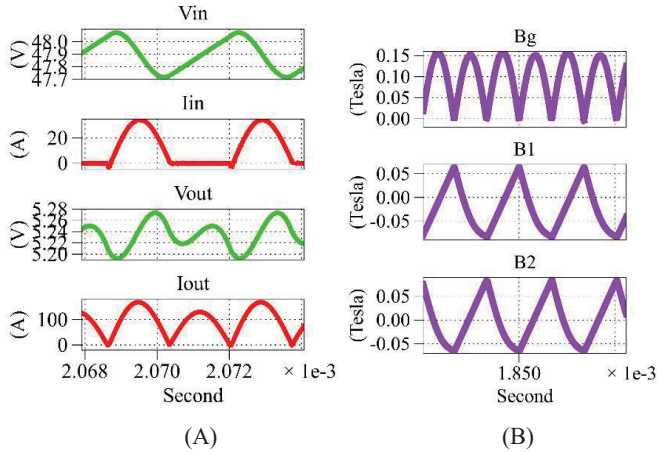 Vin
(V)
48.0
47.9
47.8
47.7
Iin
(A)
20
0
Vout
(V)
5.28
5.26
5.24
5.22
5.20
Iout
(A)
100
0
2.068
2.070
2.072
× 1e-3
Second
(A)
Bg
(Tesla)
0.15
0.10
0.05
0.00
B1
(Tesla)
0.05
0.00
-0.05
B2
(Tesla)
0.05
0.00
-0.05
1.850
× 1e-3
Second
(B)